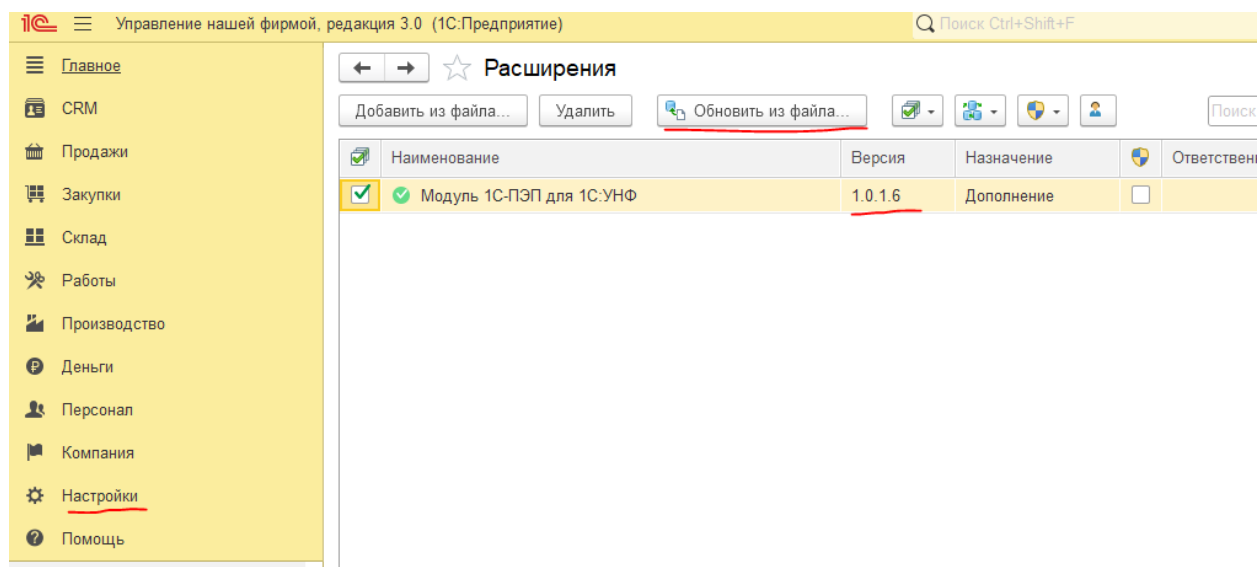 1С Управление нашей фирмой, редакция 3.0 (1С:Предприятие) Поиск Ctrl+Shift+F
Главное
CRM
Продажи
Закупки
Склад
Работы
Производство
Деньги
Персонал
Компания
Настройки
Помощь
Расширения
Добавить из файла... Удалить Обновить из файла... Поиск
Наименование Версия Назначение Ответствен
Модуль 1С-ПЭП для 1С:УНФ 1.0.1.6 Дополнение